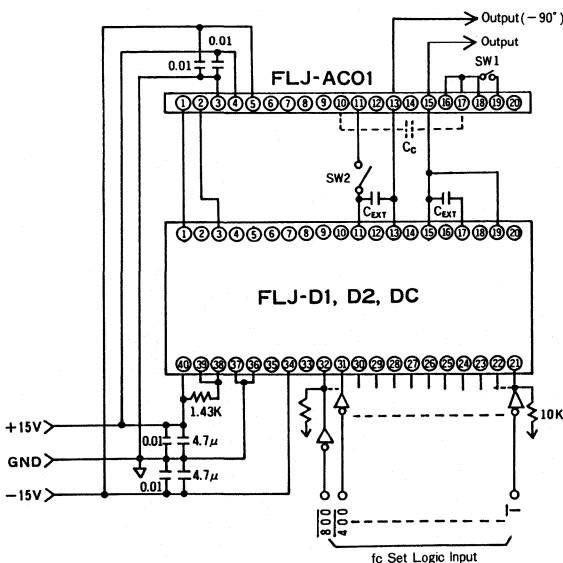 Output(−90°)
Output
0.01
0.01
SW1
FLJ-AC01
1 2 3 4 5 6 7 8 9 10 11 12 13 14 15 16 17 18 19 20
Cc
SW2
CEXT
CEXT
1 2 3 4 5 6 7 8 9 10 11 12 13 14 15 16 17 18 19 20
FLJ-D1, D2, DC
40 39 38 37 36 35 34 33 32 31 30 29 28 27 26 25 24 23 22 21
1.43K
10K
+15V
0.01
4.7μ
GND
0.01
4.7μ
−15V
800
400
1
fc Set Logic Input